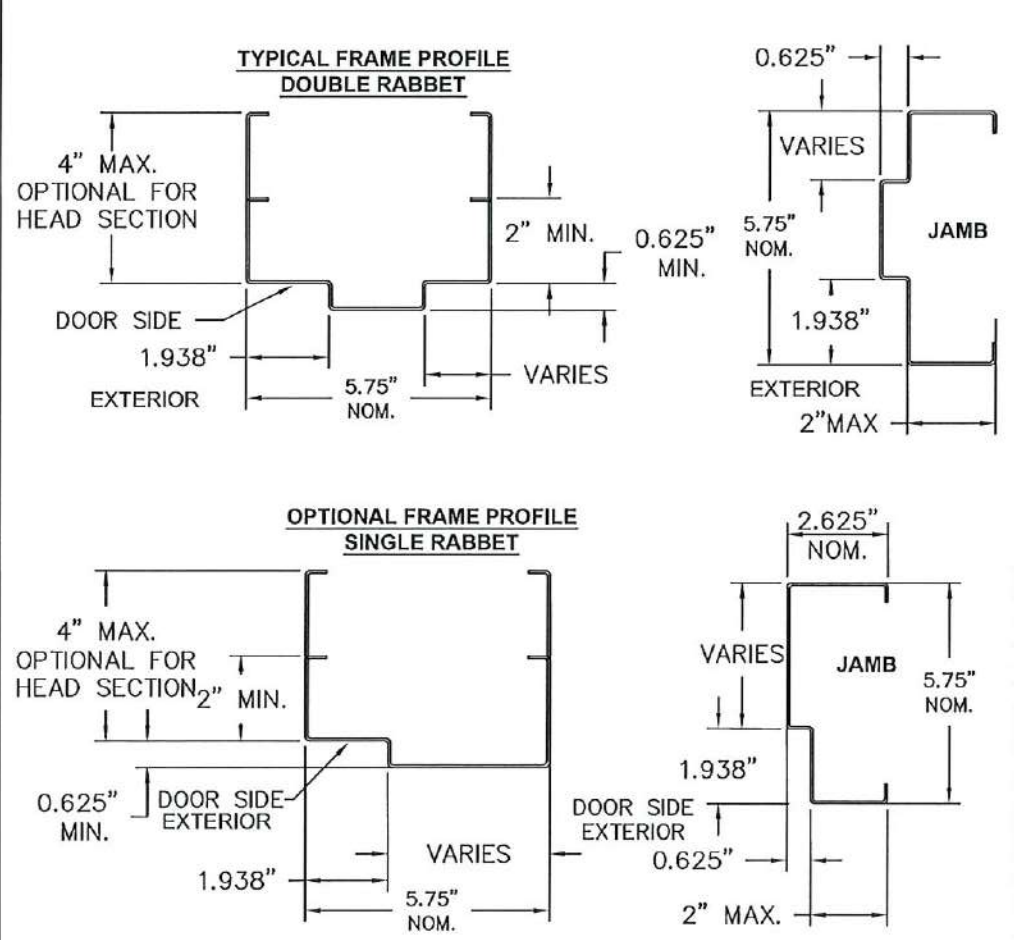 TYPICAL FRAME PROFILE
DOUBLE RABBET
4" MAX.
OPTIONAL FOR
HEAD SECTION
2" MIN.
0.625"
MIN.
DOOR SIDE
1.938"
VARIES
EXTERIOR
5.75"
NOM.
0.625"
VARIES
5.75"
NOM.
JAMB
1.938"
EXTERIOR
2"MAX
OPTIONAL FRAME PROFILE
SINGLE RABBET
4" MAX.
OPTIONAL FOR
HEAD SECTION
2" MIN.
0.625"
MIN.
DOOR SIDE
EXTERIOR
VARIES
1.938"
5.75"
NOM.
2.625"
NOM.
VARIES
JAMB
5.75"
NOM.
1.938"
DOOR SIDE
EXTERIOR
0.625"
2" MAX.